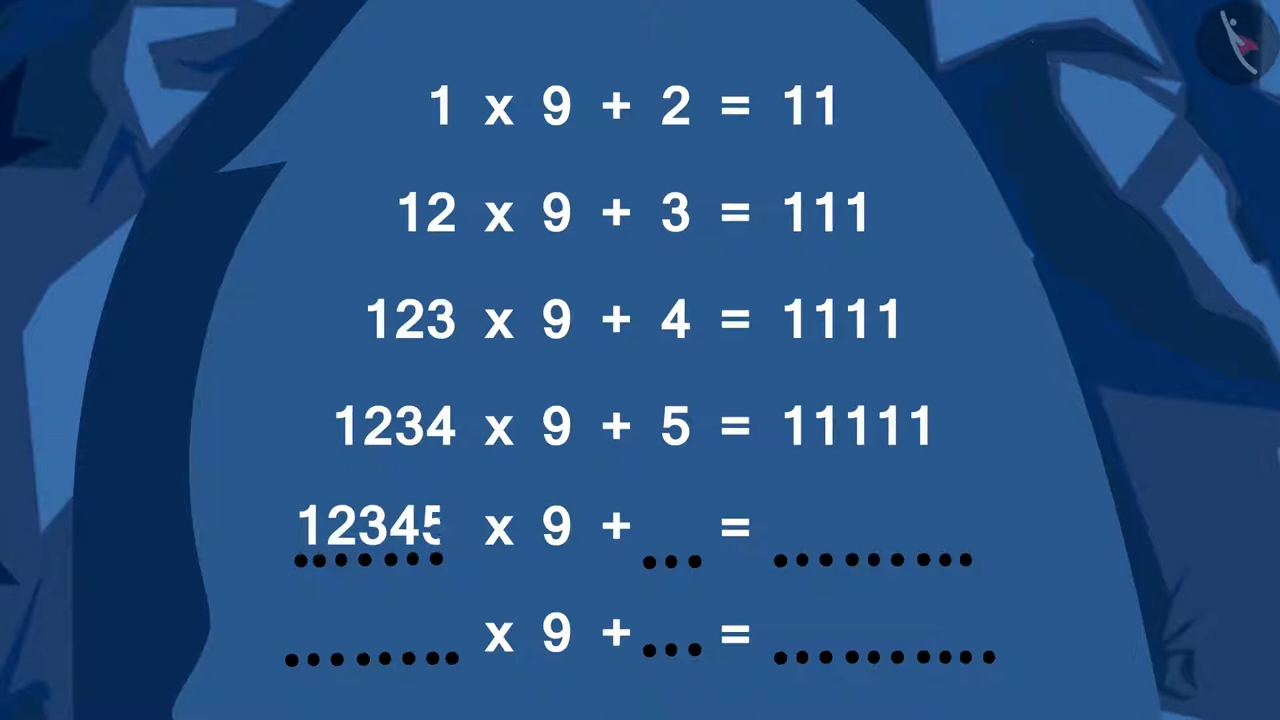 1 x 9 + 2 = 11
12 x 9 + 3 = 111
123 x 9 + 4 = 1111
1234 x 9 + 5 = 11111
12345 x 9 + ... = .........
........ x 9 + ... = ..........